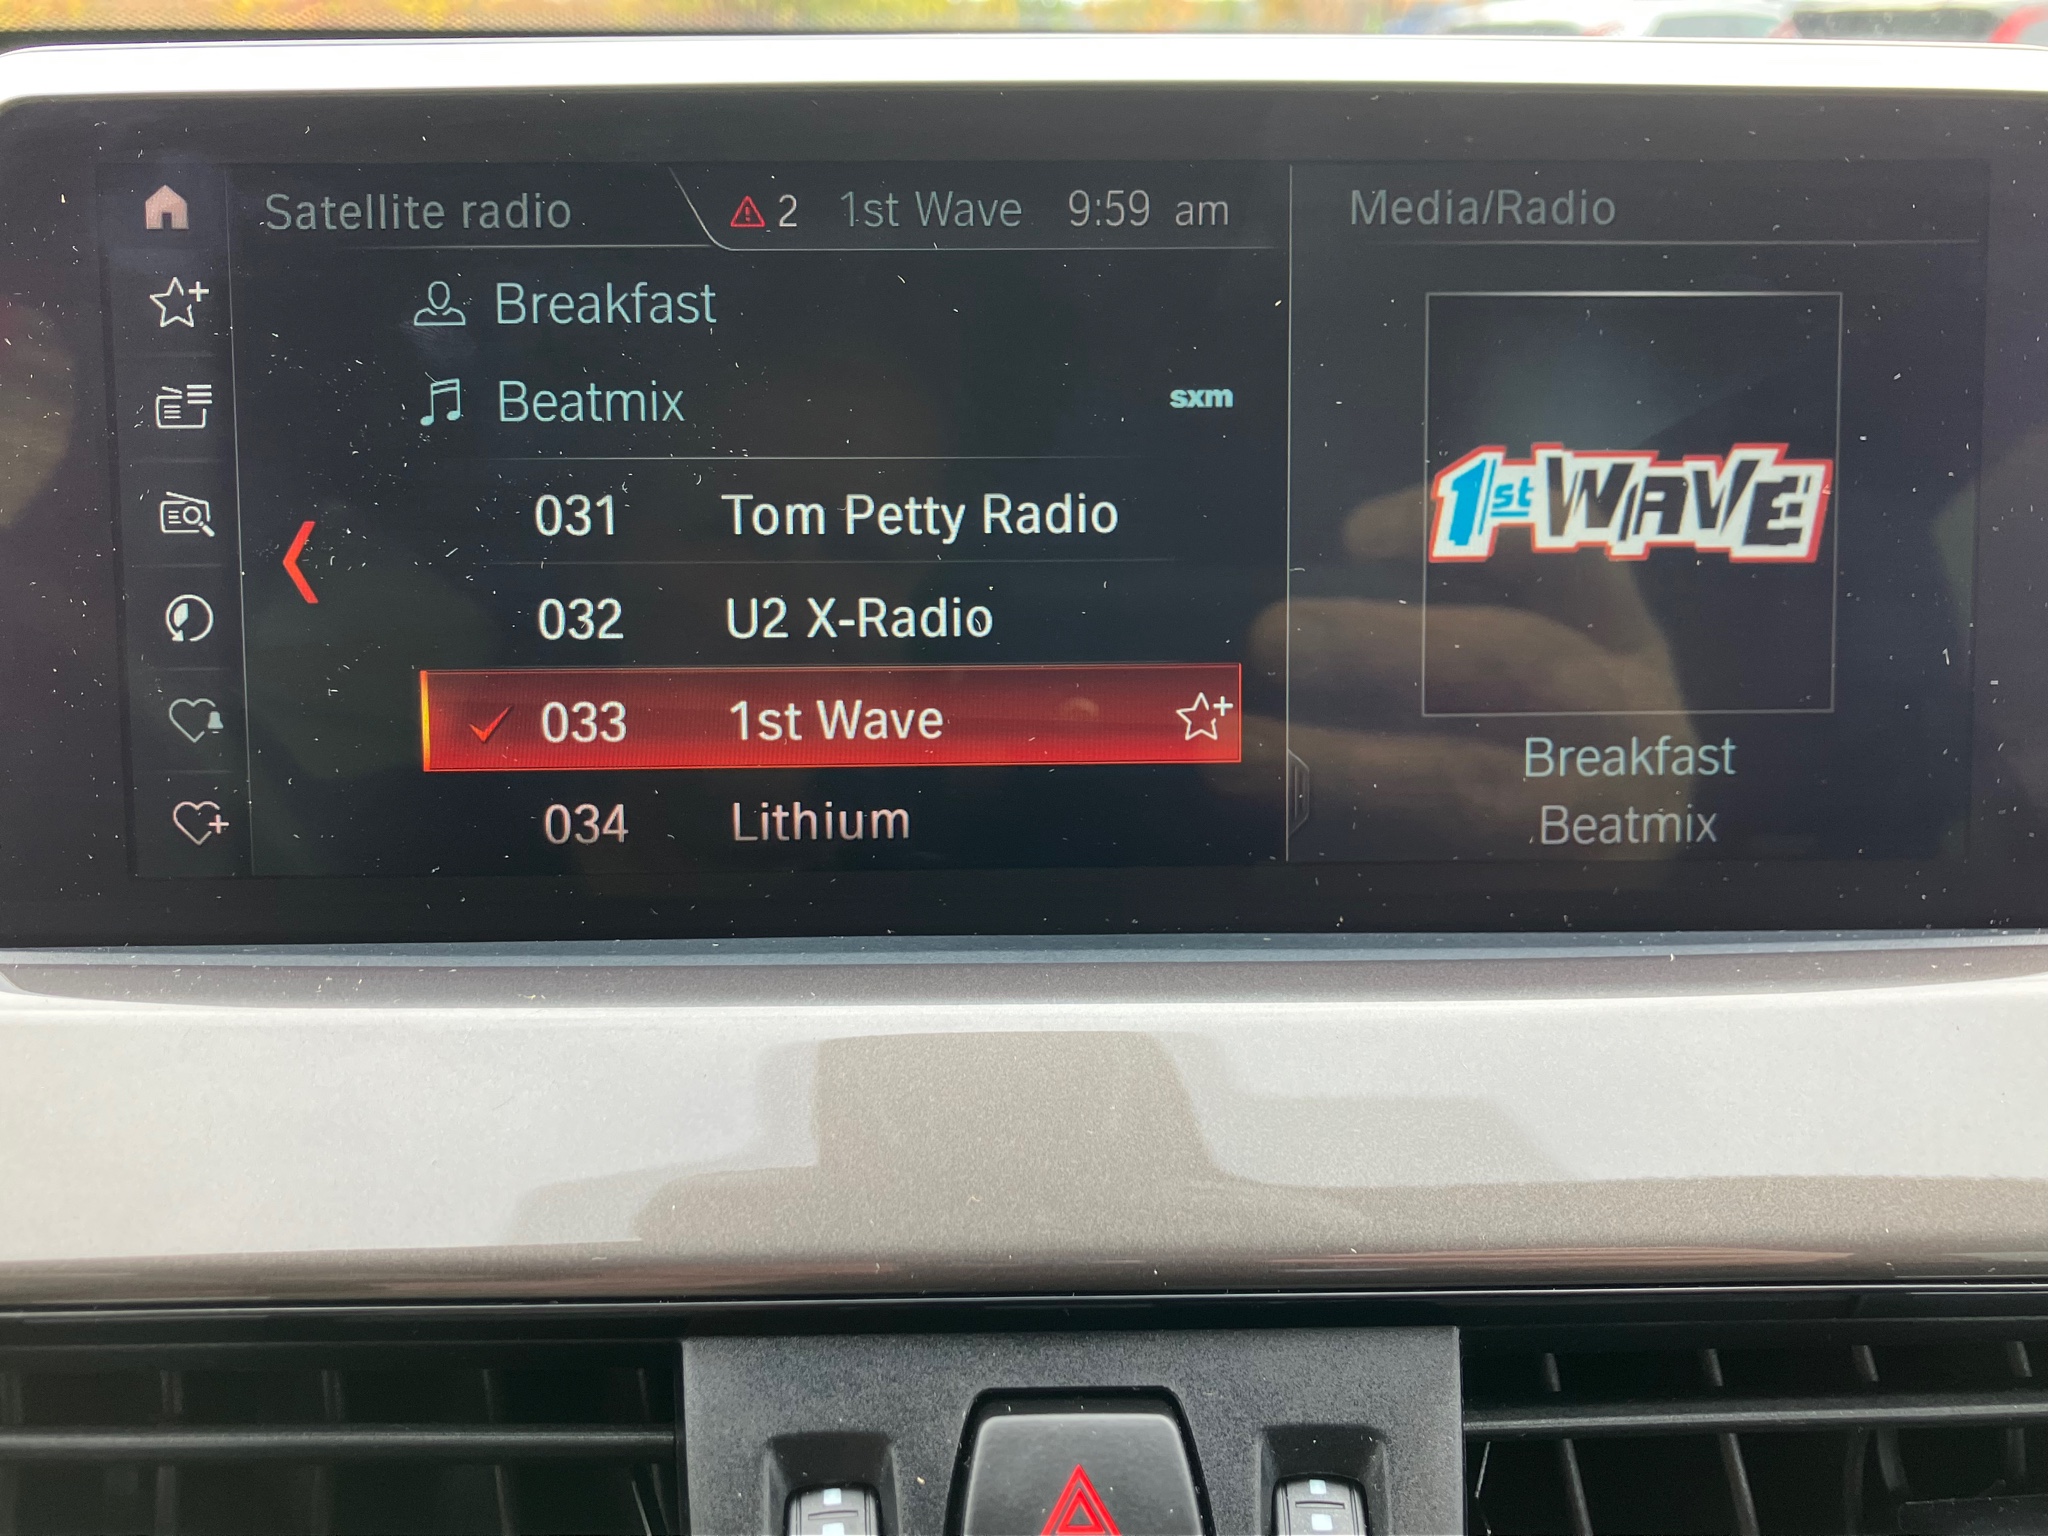 Satellite radio
2 1st Wave 9:59 am
Media/Radio
Breakfast
Beatmix
sxm
031 Tom Petty Radio
032 U2 X-Radio
033 1st Wave
034 Lithium
1st WAVE
Breakfast
Beatmix